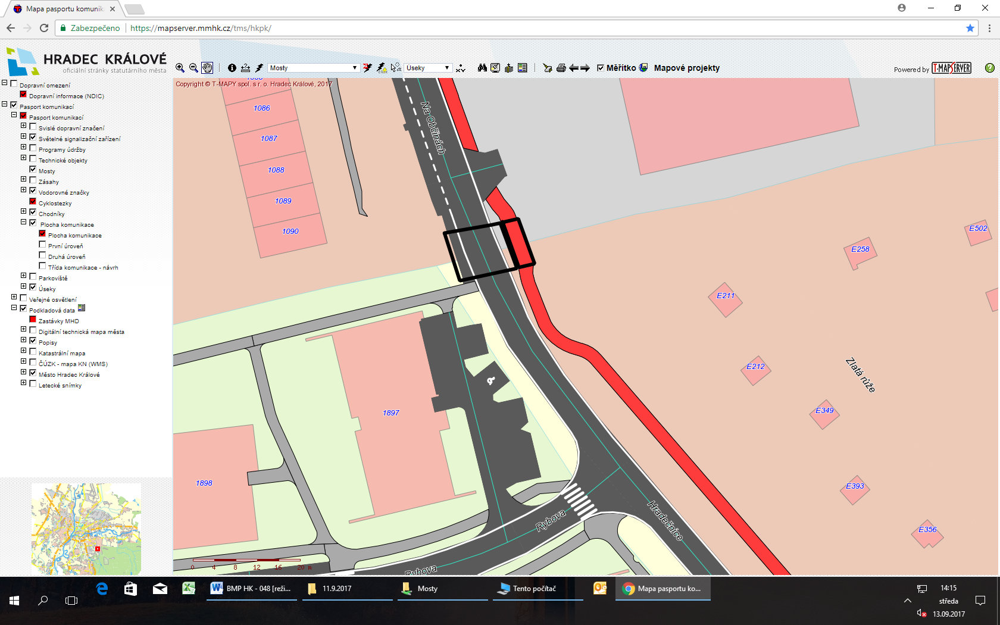 Mapa pasportu komunik
Zabezpečeno
https://mapserver.mmhk.cz/tms/hkpk/
HRADEC KRÁLOVÉ
oficiální stránky statutárního města
Mosty
Úseky
Měřítko
Mapové projekty
Powered by T-MAPSERVER
Dopravní omezení
Dopravní informace (NDIC)
Pasport komunikací
Pasport komunikací
Svislé dopravní značení
Světelné signalizační zařízení
Programy údržby
Technické objekty
Mosty
Zásahy
Vodorovné značky
Cyklostezky
Chodníky
Plocha komunikace
Plocha komunikace
První úroveň
Druhá úroveň
Třída komunikace - návrh
Parkoviště
Úseky
Veřejné osvětlení
Podkladová data
Zastávky MHD
Digitální technická mapa města
Popisy
Katastrální mapa
ČÚZK - mapa KN (WMS)
Město Hradec Králové
Letecké snímky
Copyright © T-MAPY spol. s r. o. Hradec Králové, 2017
1086
1087
1088
1089
1090
Na Občinách
E502
E258
E211
E212
Zlatá růže
E349
1897
1898
E393
E356
Rybova
Hradečnice
Rybova
0 4 8 12 16 20 m
BMP HK - 048 [reži...
11.9.2017
Mosty
Tento počítač
Mapa pasportu ko...
14:15
středa
13.09.2017